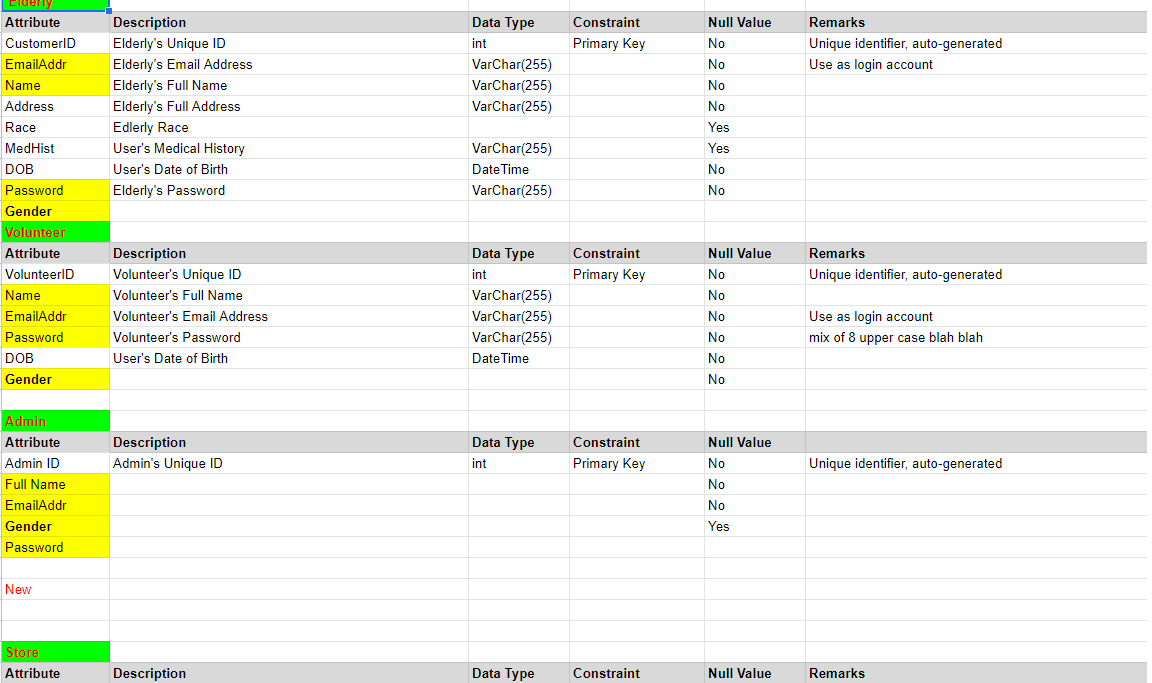 Elderly
Attribute Description Data Type Constraint Null Value Remarks
CustomerID Elderly's Unique ID int Primary Key No Unique identifier, auto-generated
EmailAddr Elderly's Email Address VarChar(255) No Use as login account
Name Elderly's Full Name VarChar(255) No
Address Elderly's Full Address VarChar(255) No
Race Edlerly Race Yes
MedHist User's Medical History VarChar(255) Yes
DOB User's Date of Birth DateTime No
Password Elderly's Password VarChar(255) No
Gender
Volunteer
Attribute Description Data Type Constraint Null Value Remarks
VolunteerID Volunteer's Unique ID int Primary Key No Unique identifier, auto-generated
Name Volunteer's Full Name VarChar(255) No
EmailAddr Volunteer's Email Address VarChar(255) No Use as login account
Password Volunteer's Password VarChar(255) No mix of 8 upper case blah blah
DOB User's Date of Birth DateTime No
Gender No
Admin
Attribute Description Data Type Constraint Null Value
Admin ID Admin's Unique ID int Primary Key No Unique identifier, auto-generated
Full Name No
EmailAddr No
Gender Yes
Password
New
Store
Attribute Description Data Type Constraint Null Value Remarks